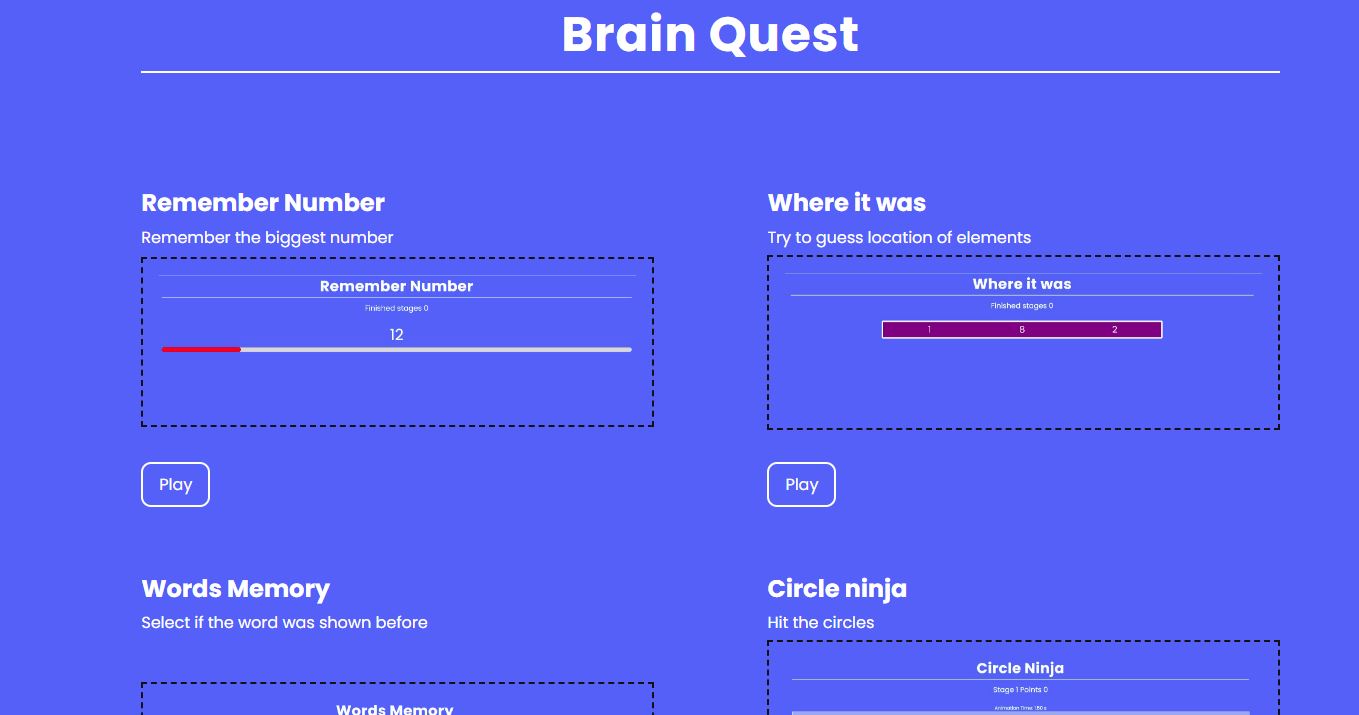 Brain Quest
Remember Number
Remember the biggest number
Remember Number
Finished stages 0
12
Play
Where it was
Try to guess location of elements
Where it was
Finished stages 0
1 8 2
Play
Words Memory
Select if the word was shown before
Words Memory
Circle ninja
Hit the circles
Circle Ninja
Stage 1 Points 0
Animation Time: 1.50 s